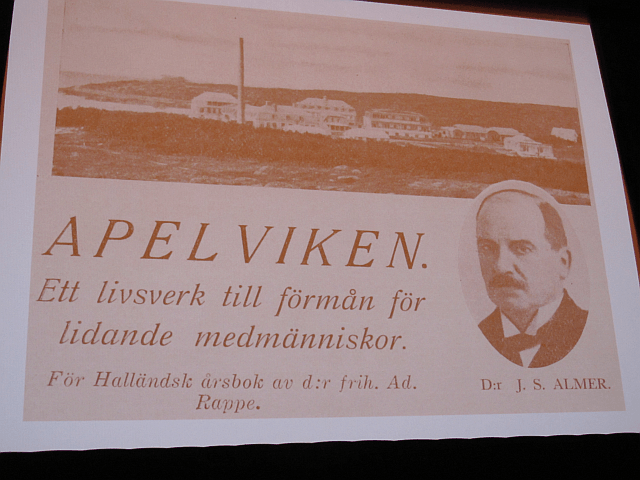 APELVIKEN.
Ett livsverk till förmån för
lidande medmänniskor.
För Halländsk årsbok av d:r frih. Ad.
Rappe.
D:r J. S. ALMER.